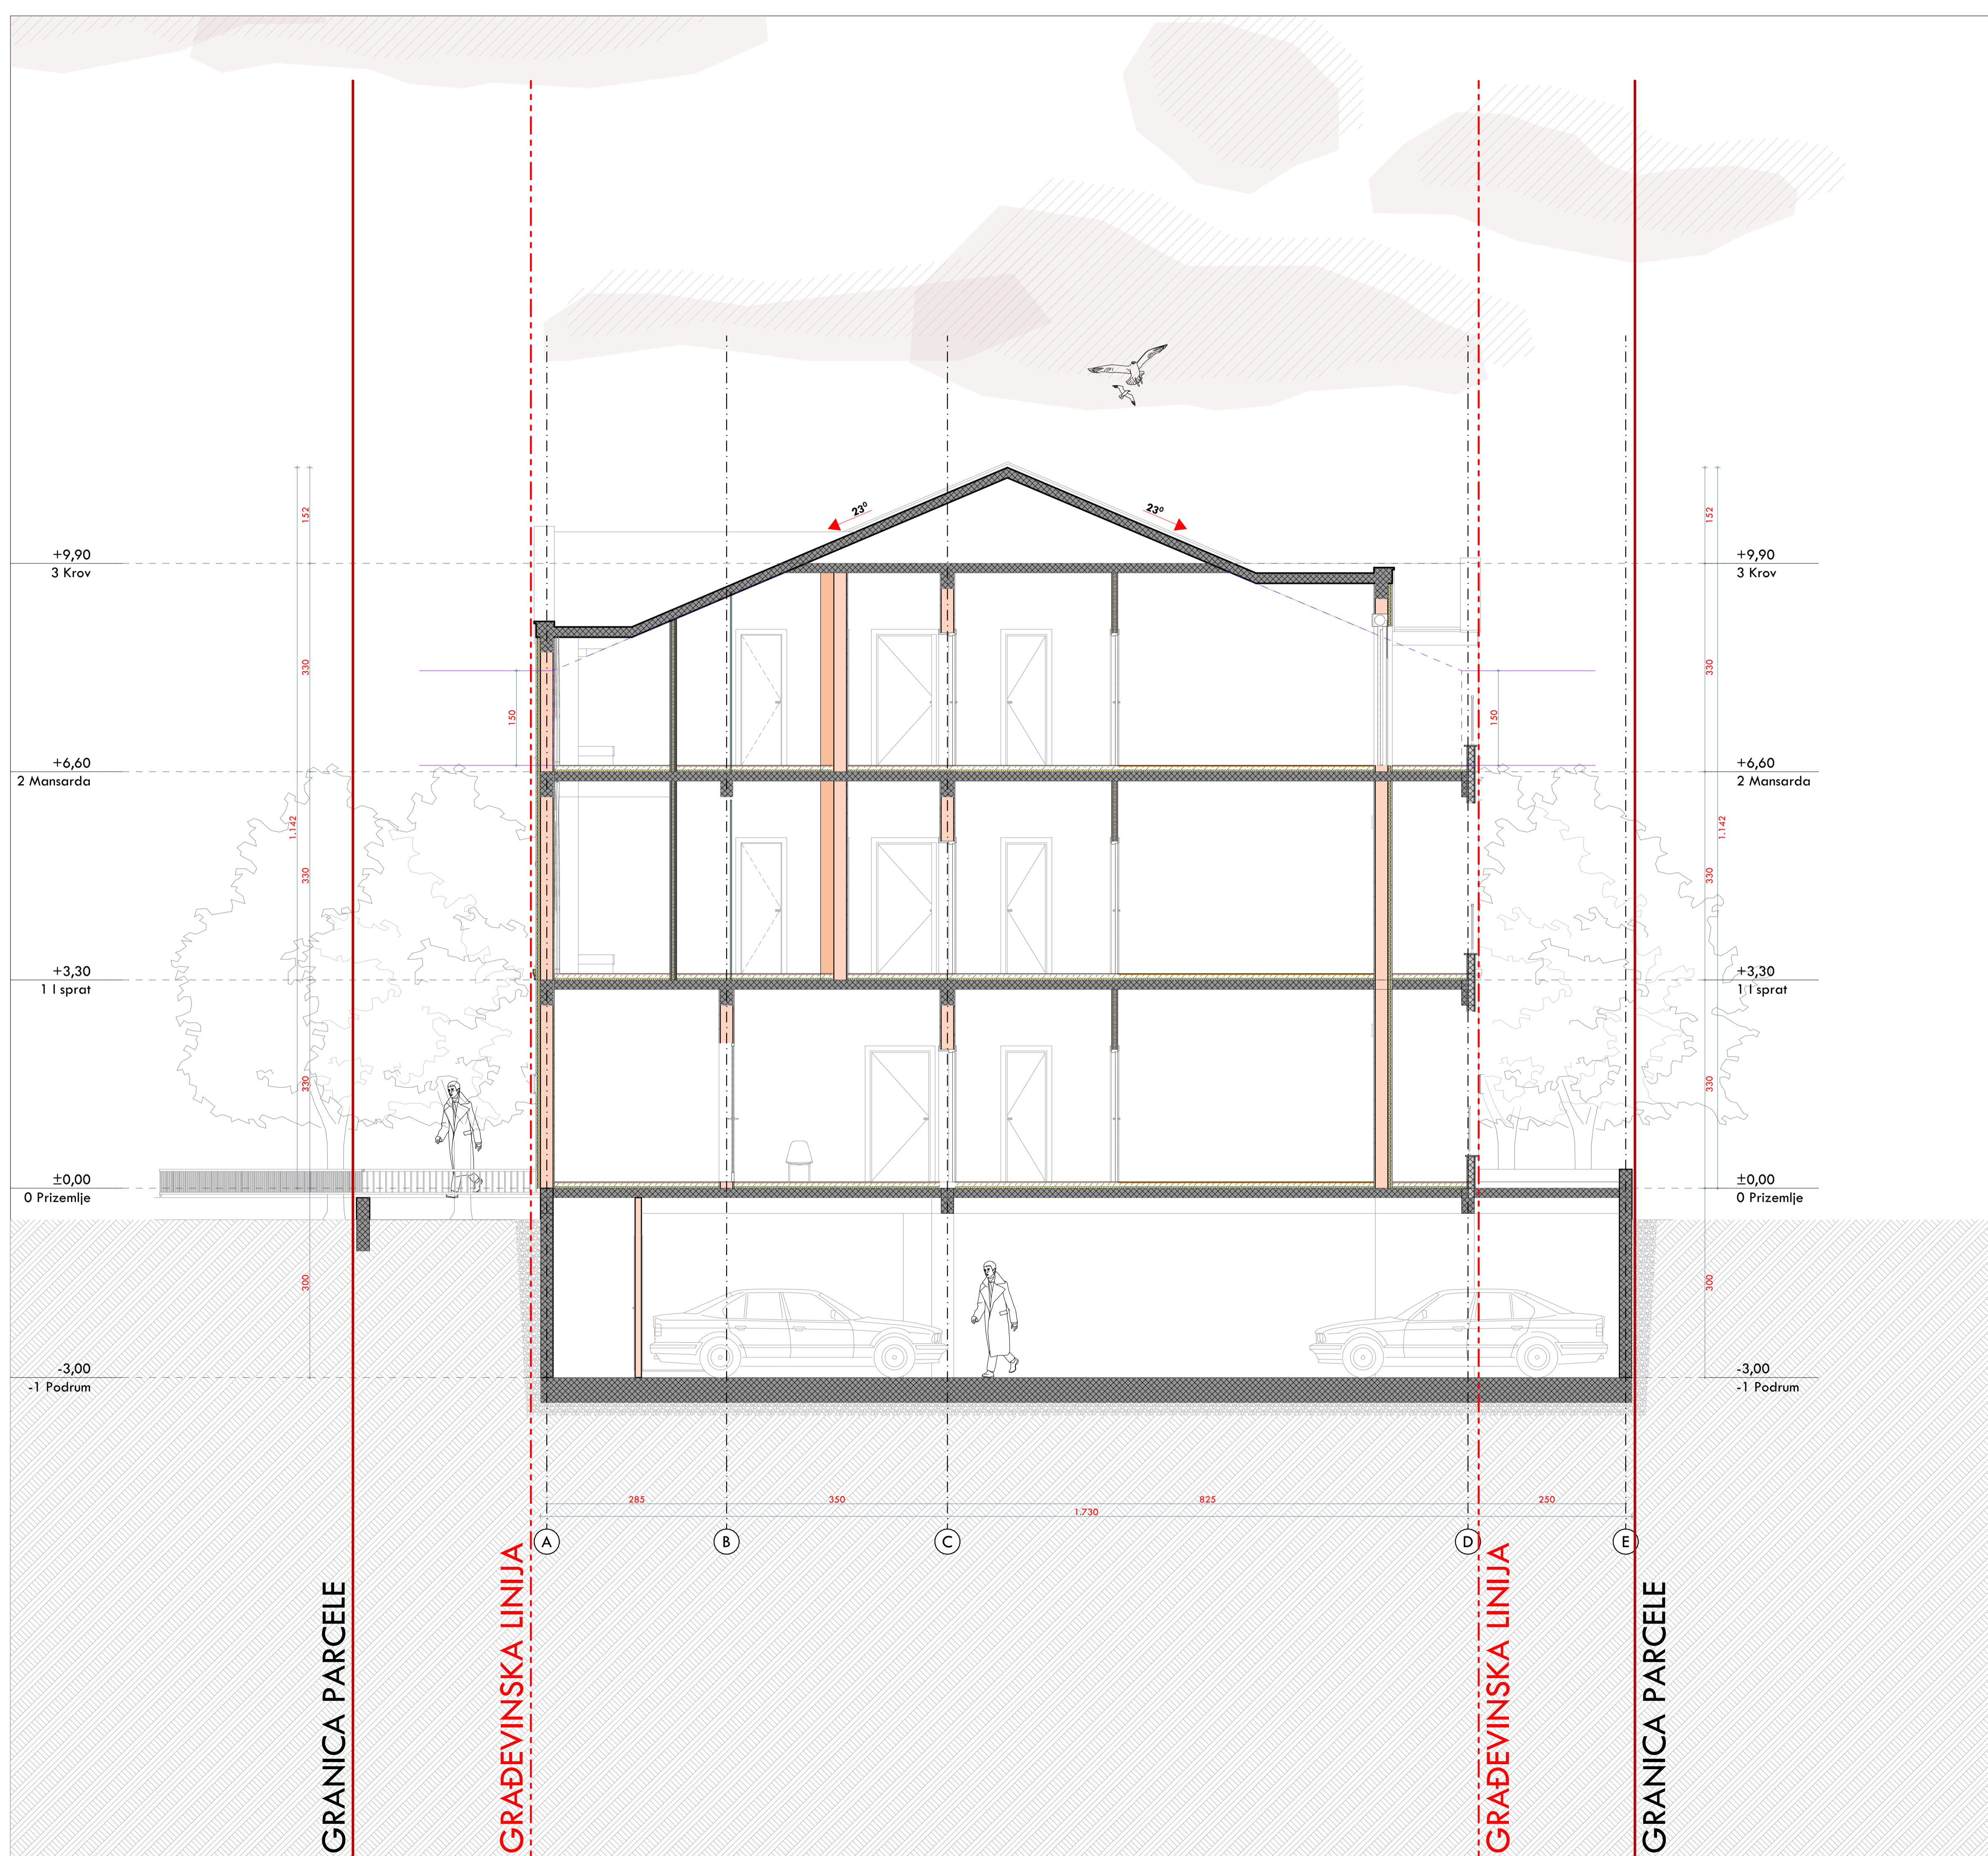 23°
23°
152
152
+9,90
3 Krov
+9,90
3 Krov
330
330
150
150
+6,60
2 Mansarda
+6,60
2 Mansarda
1.142
1.142
330
330
+3,30
1 I sprat
+3,30
1 I sprat
330
330
±0,00
0 Prizemlje
±0,00
0 Prizemlje
300
300
-3,00
-1 Podrum
-3,00
-1 Podrum
285
350
825
250
1.730
A
B
C
D
E
GRANICA PARCELE
GRAĐEVINSKA LINIJA
GRAĐEVINSKA LINIJA
GRANICA PARCELE